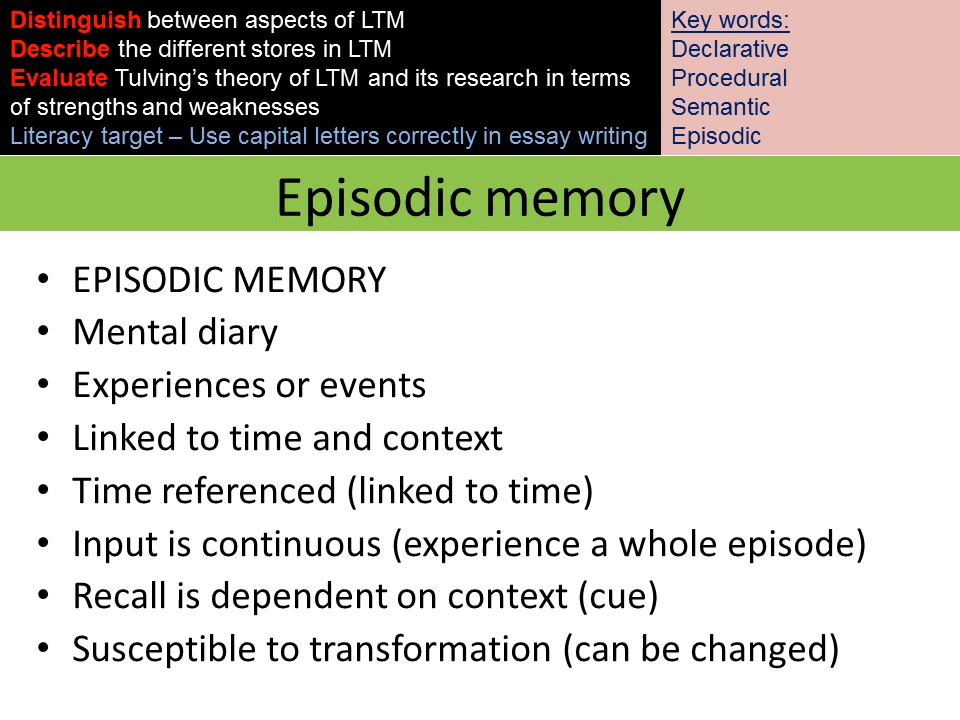 Distinguish between aspects of LTM
Describe the different stores in LTM
Evaluate Tulving’s theory of LTM and its research in terms
of strengths and weaknesses
Literacy target – Use capital letters correctly in essay writing
Key words:
Declarative
Procedural
Semantic
Episodic
Episodic memory
• EPISODIC MEMORY
• Mental diary
• Experiences or events
• Linked to time and context
• Time referenced (linked to time)
• Input is continuous (experience a whole episode)
• Recall is dependent on context (cue)
• Susceptible to transformation (can be changed)